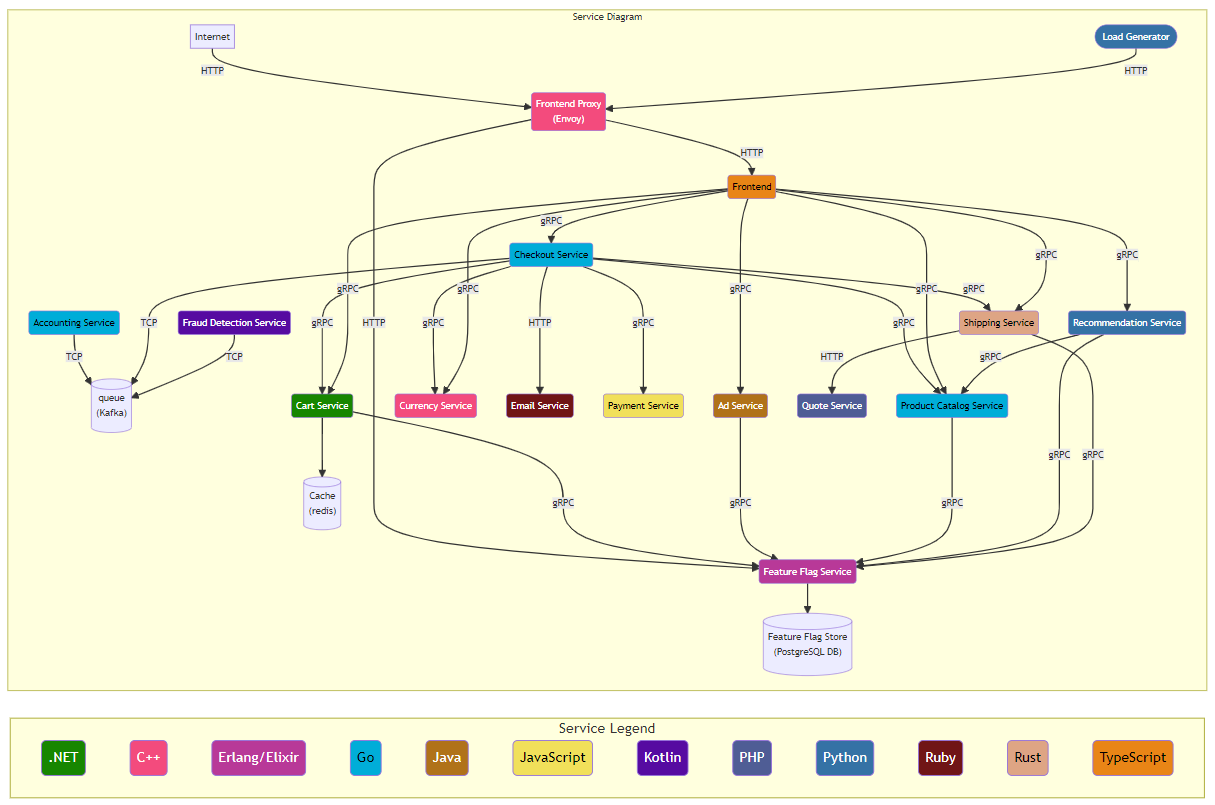 Service Diagram
Internet
Load Generator
HTTP
HTTP
Frontend Proxy
(Envoy)
HTTP
Frontend
gRPC
Checkout Service
gRPC
gRPC
gRPC
gRPC
gRPC
gRPC
gRPC
Accounting Service
TCP
Fraud Detection Service
gRPC
HTTP
gRPC
HTTP
gRPC
gRPC
Shipping Service
Recommendation Service
TCP
TCP
HTTP
gRPC
queue
(Kafka)
Cart Service
Currency Service
Email Service
Payment Service
Ad Service
Quote Service
Product Catalog Service
gRPC
gRPC
Cache
(redis)
gRPC
gRPC
gRPC
Feature Flag Service
Feature Flag Store
(PostgreSQL DB)
Service Legend
.NET
C++
Erlang/Elixir
Go
Java
JavaScript
Kotlin
PHP
Python
Ruby
Rust
TypeScript